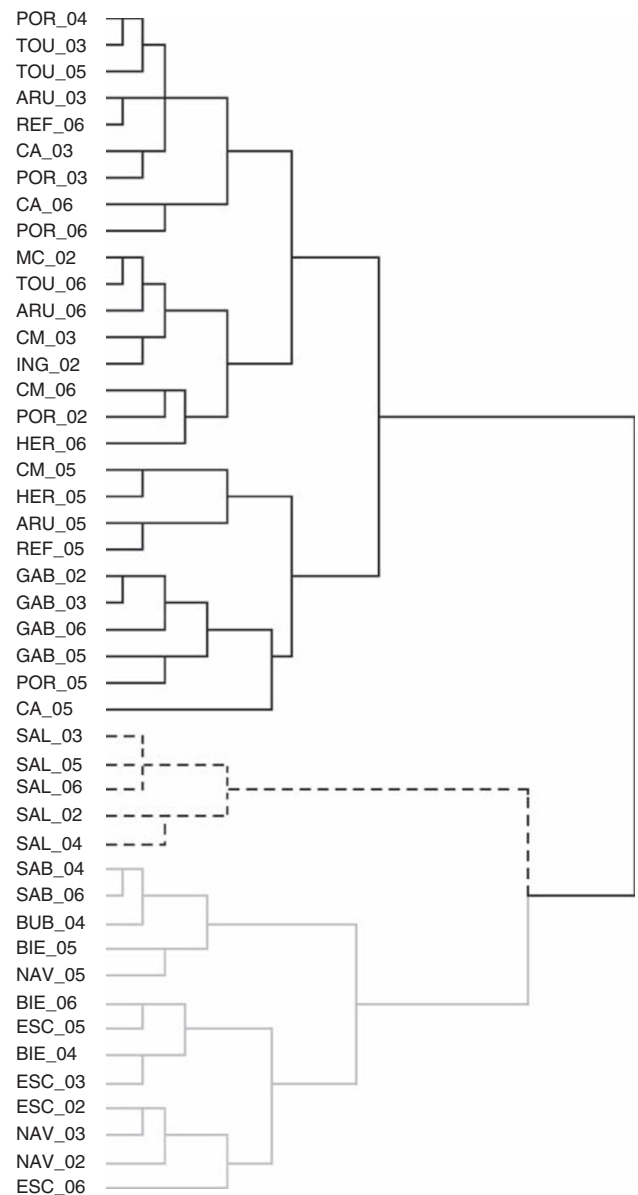 POR_04
TOU_03
TOU_05
ARU_03
REF_06
CA_03
POR_03
CA_06
POR_06
MC_02
TOU_06
ARU_06
CM_03
ING_02
CM_06
POR_02
HER_06
CM_05
HER_05
ARU_05
REF_05
GAB_02
GAB_03
GAB_06
GAB_05
POR_05
CA_05
SAL_03
SAL_05
SAL_06
SAL_02
SAL_04
SAB_04
SAB_06
BUB_04
BIE_05
NAV_05
BIE_06
ESC_05
BIE_04
ESC_03
ESC_02
NAV_03
NAV_02
ESC_06